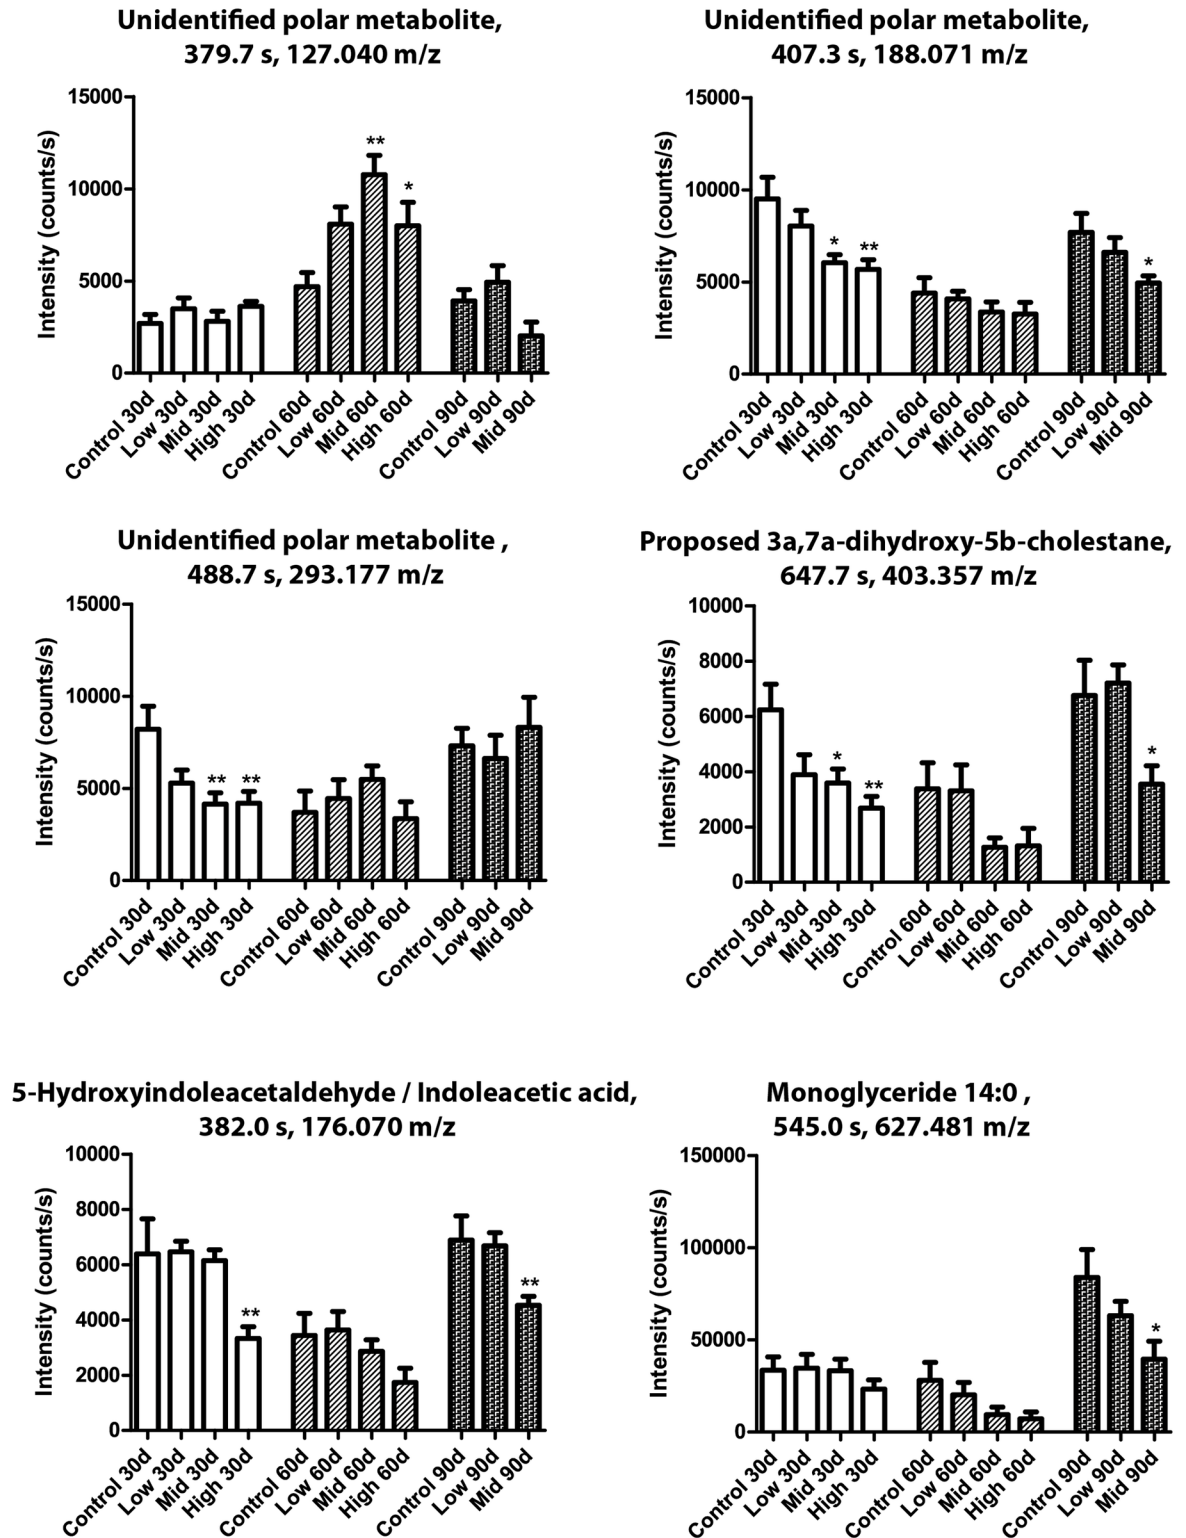 Unidentified polar metabolite,
379.7 s, 127.040 m/z
Intensity (counts/s)
15000
10000
5000
0
**
*
Control 30d
Low 30d
Mid 30d
High 30d
Control 60d
Low 60d
Mid 60d
High 60d
Control 90d
Low 90d
Mid 90d
Unidentified polar metabolite,
407.3 s, 188.071 m/z
Intensity (counts/s)
15000
10000
5000
0
*
**
*
Control 30d
Low 30d
Mid 30d
High 30d
Control 60d
Low 60d
Mid 60d
High 60d
Control 90d
Low 90d
Mid 90d
Unidentified polar metabolite ,
488.7 s, 293.177 m/z
Intensity (counts/s)
15000
10000
5000
0
**
**
Control 30d
Low 30d
Mid 30d
High 30d
Control 60d
Low 60d
Mid 60d
High 60d
Control 90d
Low 90d
Mid 90d
Proposed 3a,7a-dihydroxy-5b-cholestane,
647.7 s, 403.357 m/z
Intensity (counts/s)
10000
8000
6000
4000
2000
0
*
**
*
Control 30d
Low 30d
Mid 30d
High 30d
Control 60d
Low 60d
Mid 60d
High 60d
Control 90d
Low 90d
Mid 90d
5-Hydroxyindoleacetaldehyde / Indoleacetic acid,
382.0 s, 176.070 m/z
Intensity (counts/s)
10000
8000
6000
4000
2000
0
**
**
Control 30d
Low 30d
Mid 30d
High 30d
Control 60d
Low 60d
Mid 60d
High 60d
Control 90d
Low 90d
Mid 90d
Monoglyceride 14:0 ,
545.0 s, 627.481 m/z
Intensity (counts/s)
150000
100000
50000
0
*
Control 30d
Low 30d
Mid 30d
High 30d
Control 60d
Low 60d
Mid 60d
High 60d
Control 90d
Low 90d
Mid 90d